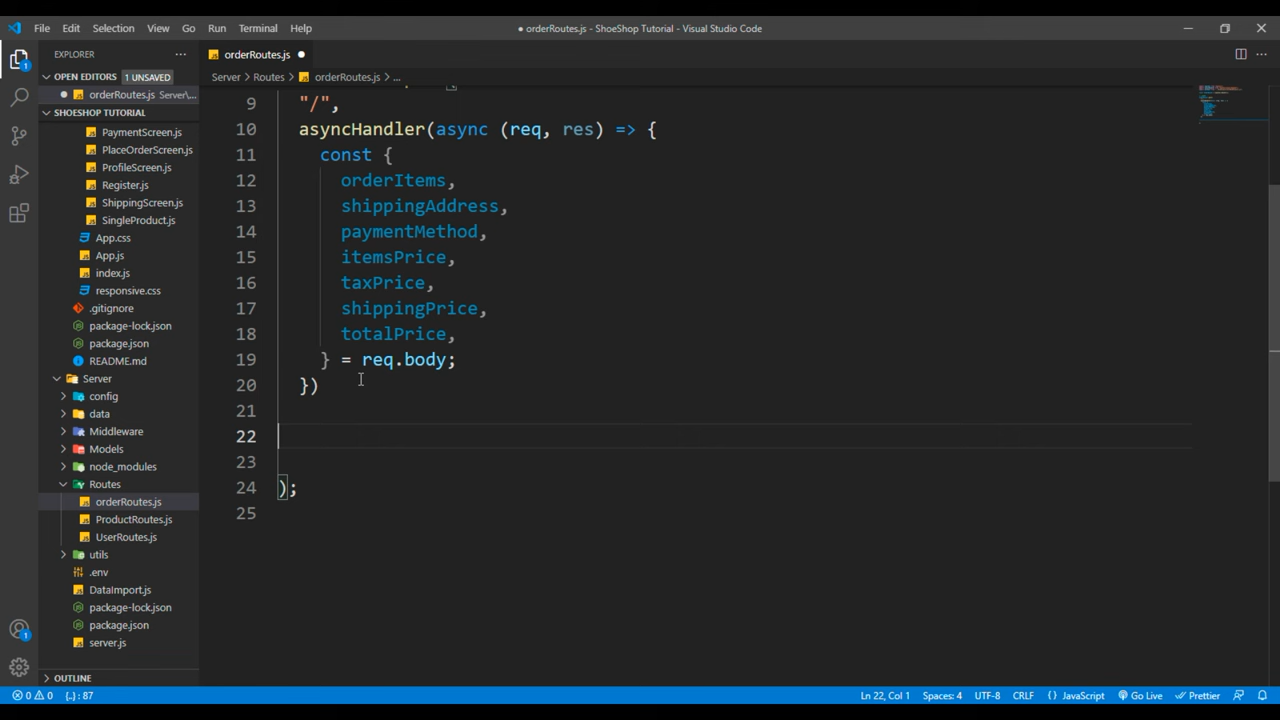 File Edit Selection View Go Run Terminal Help
● orderRoutes.js - ShoeShop Tutorial - Visual Studio Code
EXPLORER
OPEN EDITORS 1 UNSAVED
orderRoutes.js Server\...
SHOESHOP TUTORIAL
PaymentScreen.js
PlaceOrderScreen.js
ProfileScreen.js
Register.js
ShippingScreen.js
SingleProduct.js
App.css
App.js
index.js
responsive.css
.gitignore
package-lock.json
package.json
README.md
Server
config
data
Middleware
Models
node_modules
Routes
orderRoutes.js
ProductRoutes.js
UserRoutes.js
utils
.env
DataImport.js
package-lock.json
package.json
server.js
OUTLINE
orderRoutes.js
Server > Routes > orderRoutes.js > ...
9 "/",
10 asyncHandler(async (req, res) => {
11 const {
12 orderItems,
13 shippingAddress,
14 paymentMethod,
15 itemsPrice,
16 taxPrice,
17 shippingPrice,
18 totalPrice,
19 } = req.body;
20 })
21
22
23
24 );
25
0 0 {..} : 87 Ln 22, Col 1 Spaces: 4 UTF-8 CRLF {} JavaScript Go Live Prettier